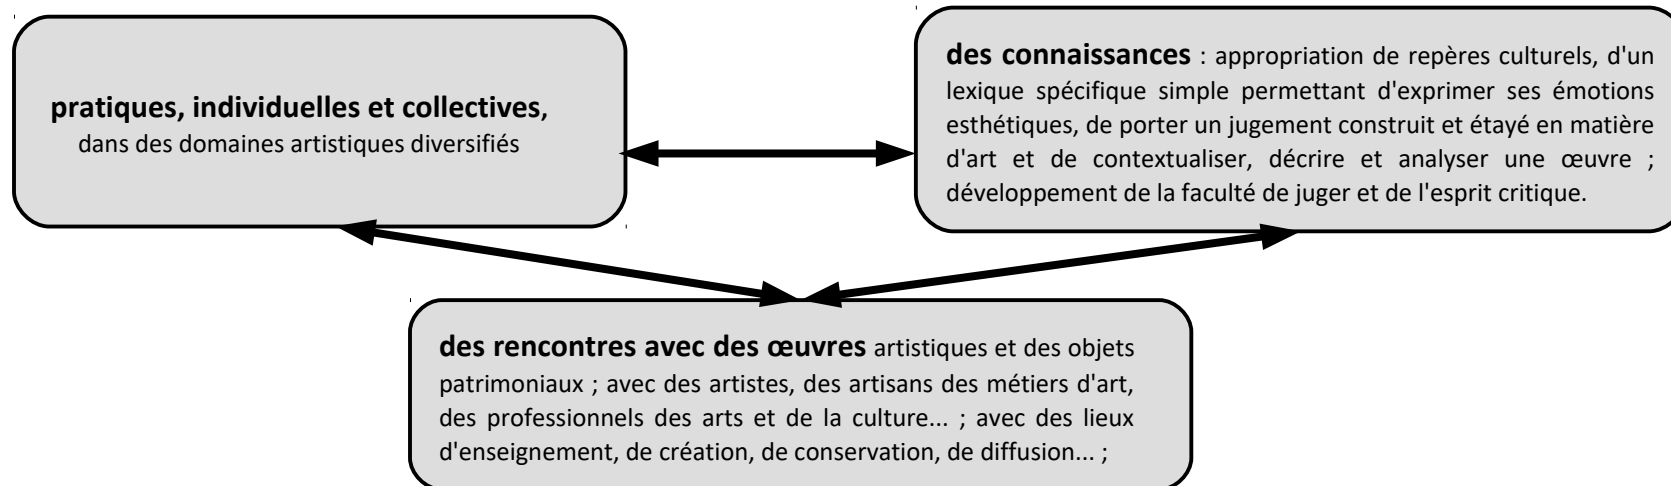 pratiques, individuelles et collectives,
dans des domaines artistiques diversifiés
des connaissances : appropriation de repères culturels, d'un
lexique spécifique simple permettant d'exprimer ses émotions
esthétiques, de porter un jugement construit et étayé en matière
d'art et de contextualiser, décrire et analyser une œuvre ;
développement de la faculté de juger et de l'esprit critique.
des rencontres avec des œuvres artistiques et des objets
patrimoniaux ; avec des artistes, des artisans des métiers d'art,
des professionnels des arts et de la culture... ; avec des lieux
d'enseignement, de création, de conservation, de diffusion... ;